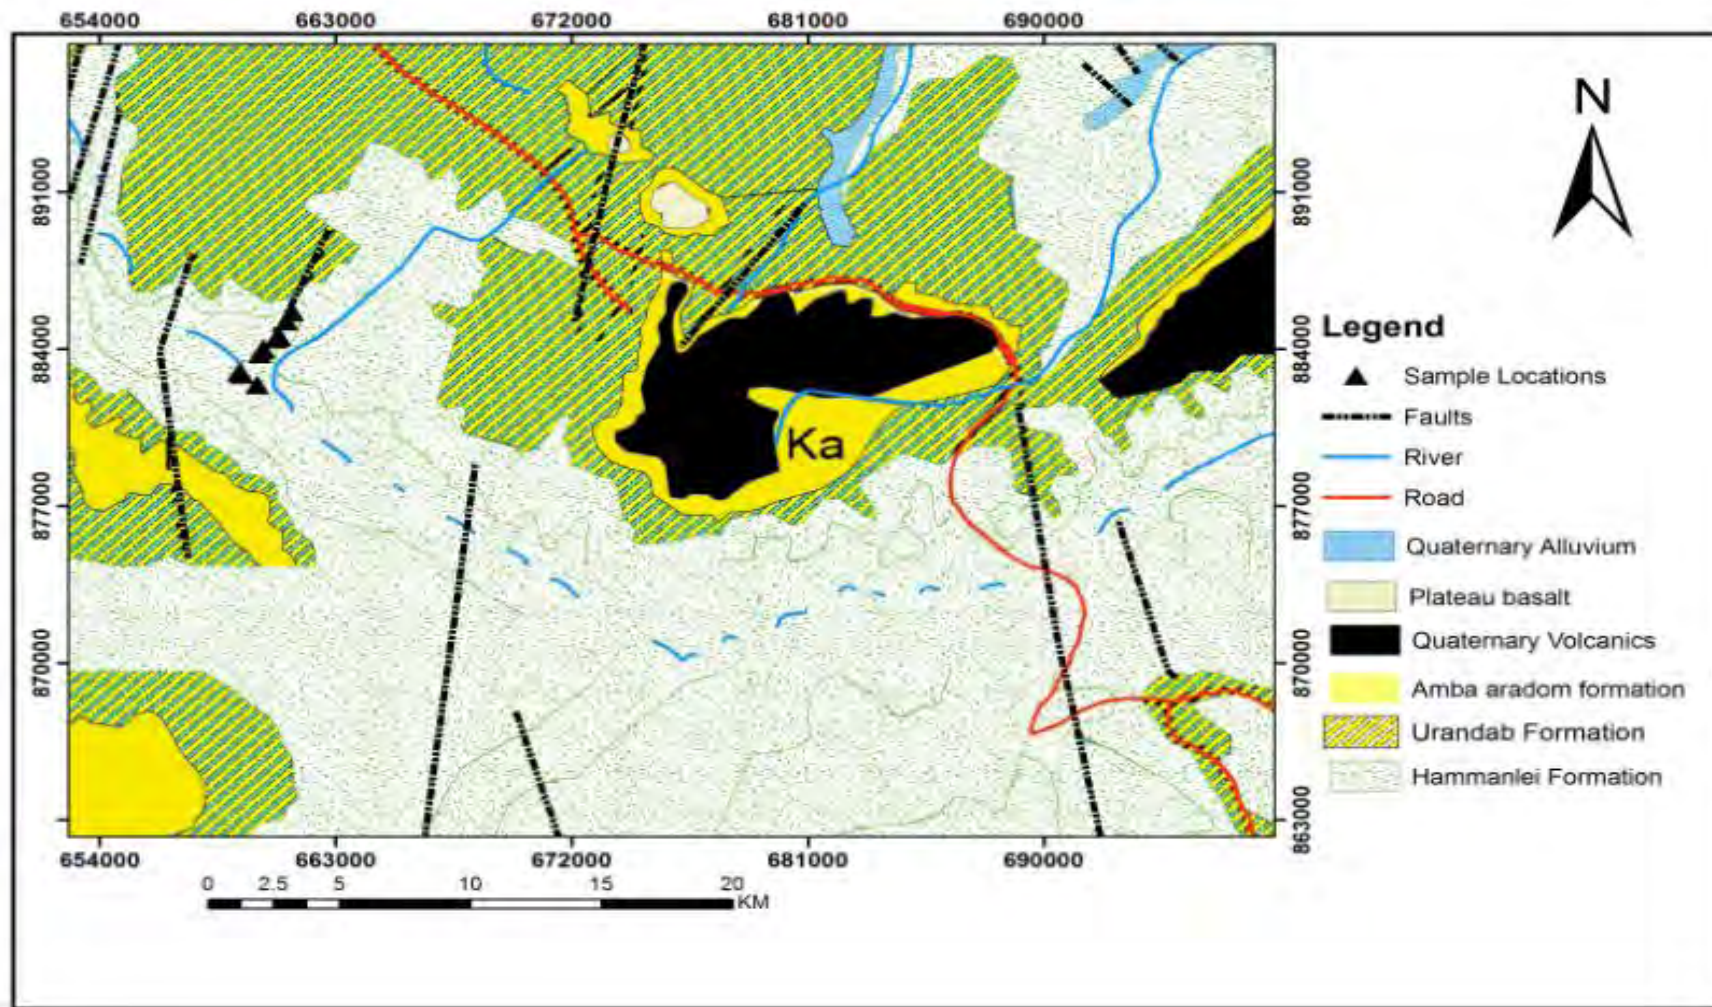 654000 663000 672000 681000 690000
N
891000 891000
884000 884000
Ka
877000 877000
870000 870000
863000
654000 663000 672000 681000 690000
0 2.5 5 10 15 20
KM
Legend
Sample Locations
Faults
River
Road
Quaternary Alluvium
Plateau basalt
Quaternary Volcanics
Amba aradom formation
Urandab Formation
Hammanlei Formation